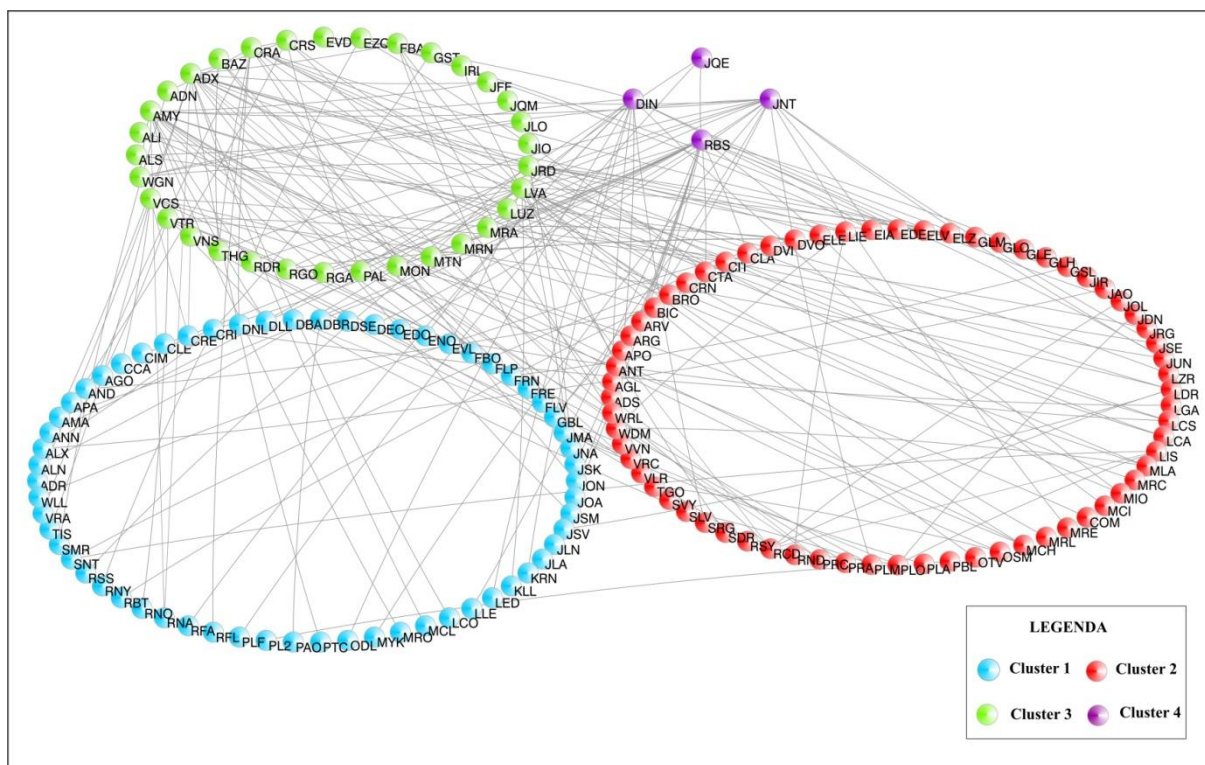 CRA
CRS
EVD
EZQ
FBA
GST
IRL
JFF
JQM
JLO
JIO
JRD
LVA
LUZ
MRA
MRN
MTN
MON
PAL
RGA
RGO
RDR
THG
VNS
VTR
VCS
WGN
ALS
ALI
AMY
ADN
ADX
BAZ
JQE
DIN
JNT
RBS
DNL
DLL
DBA
DBR
DSE
DEO
EDO
ENO
EVL
FBO
FLP
FRN
FRE
FLV
GBL
JMA
JNA
JSK
JON
JOA
JSM
JSV
JLN
JLA
KRN
KLL
LED
LLE
LCO
MCL
MRO
MYK
ODL
PTC
PAO
PL2
PLF
RFL
RFA
RNA
RNO
RBT
RNY
RSS
SNT
SMR
TIS
VRA
WLL
ADR
ALN
ALX
ANN
AMA
APA
AND
AGO
CCA
CIM
CLE
CRE
CRI
CLA
DVI
DVO
ELE
LIE
EIA
EDE
ELV
ELZ
GLM
GLO
GLE
GLH
GSL
JIR
JAO
JOL
JDN
JRG
JSE
JUN
LZR
LDR
LGA
LCS
LCA
LIS
MLA
MRC
MIO
MCI
COM
MRE
MRL
MCH
OSM
OTV
PBL
PLA
PLO
PLM
PRA
PRC
RND
RCD
RSY
SDR
SRG
SLV
SVY
TGO
VLR
VRC
VVN
WDM
WRL
ADS
AGL
ANT
APO
ARG
ARV
BIC
BRO
CRN
CTA
LEGENDA
Cluster 1
Cluster 2
Cluster 3
Cluster 4